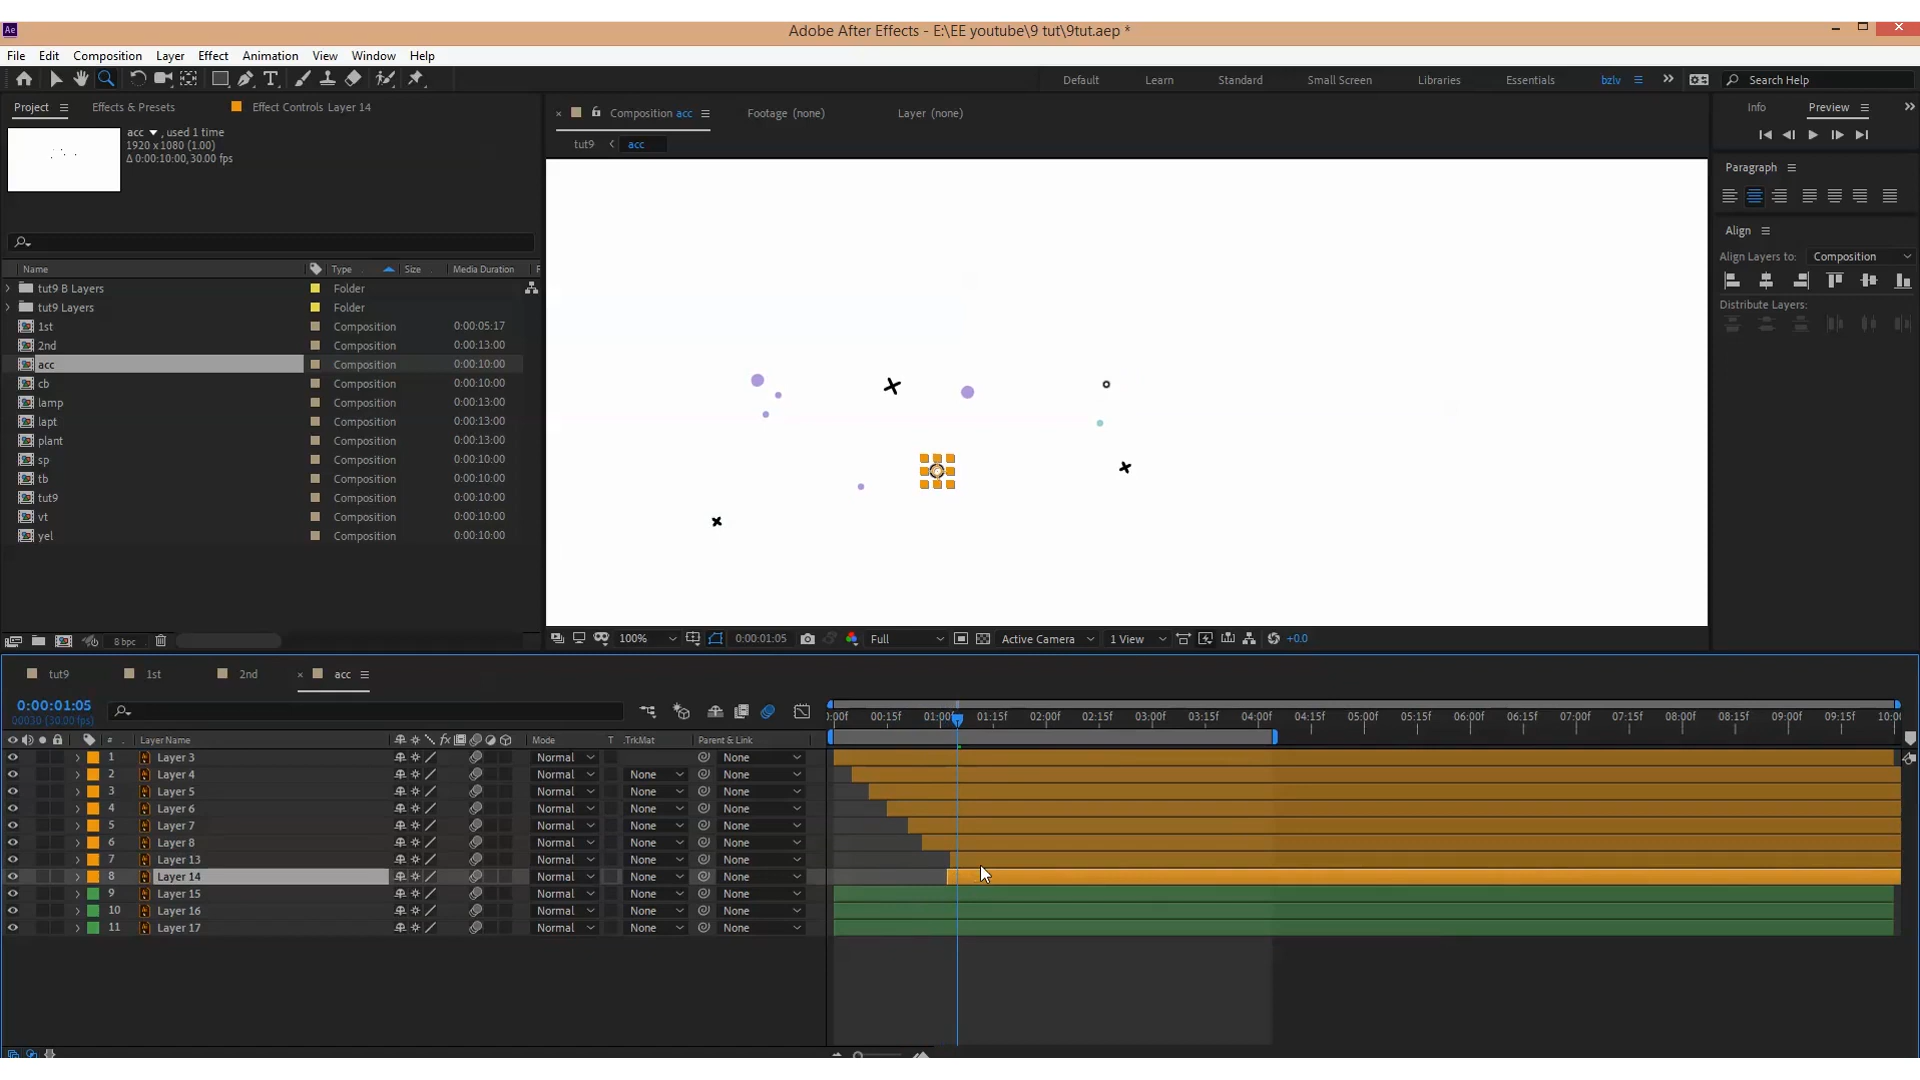 Ae
Adobe After Effects - E:\EE youtube\9 tut\9tut.aep *
File Edit Composition Layer Effect Animation View Window Help
Default Learn Standard Small Screen Libraries Essentials bzlv Search Help
Project Effects & Presets Effect Controls Layer 14
Composition acc Footage (none) Layer (none)
Info Preview
acc, used 1 time
1920 x 1080 (1.00)
Δ 0:00:10:00, 30.00 fps
tut9 acc
Paragraph
Align
Align Layers to: Composition
Distribute Layers:
Name Type Size Media Duration
tut9 B Layers Folder
tut9 Layers Folder
1st Composition 0:00:05:17
2nd Composition 0:00:13:00
acc Composition 0:00:10:00
cb Composition 0:00:10:00
lamp Composition 0:00:13:00
lapt Composition 0:00:13:00
plant Composition 0:00:13:00
sp Composition 0:00:10:00
tb Composition 0:00:10:00
tut9 Composition 0:00:10:00
vt Composition 0:00:10:00
yel Composition 0:00:10:00
8 bpc
100% 0:00:01:05 Full Active Camera 1 View +0.0
tut9 1st 2nd acc
0:00:01:05
00030 (30.00 fps)
:00f 00:15f 01:00f 01:15f 02:00f 02:15f 03:00f 03:15f 04:00f 04:15f 05:00f 05:15f 06:00f 06:15f 07:00f 07:15f 08:00f 08:15f 09:00f 09:15f 10:00
# Layer Name Mode T .TrkMat Parent & Link
1 Layer 3 Normal None
2 Layer 4 Normal None None
3 Layer 5 Normal None None
4 Layer 6 Normal None None
5 Layer 7 Normal None None
6 Layer 8 Normal None None
7 Layer 13 Normal None None
8 Layer 14 Normal None None
9 Layer 15 Normal None None
10 Layer 16 Normal None None
11 Layer 17 Normal None None